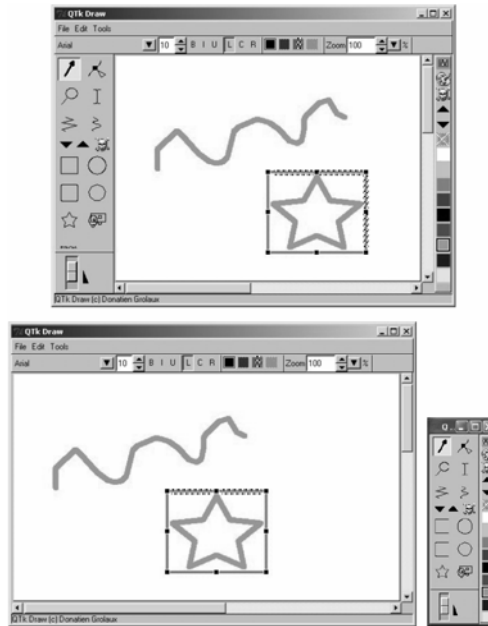 QTk Draw
File Edit Tools
Arial 10 B I U L C R Zoom 100 %
QTk Draw (c) Donatien Grolaux
QTk Draw
File Edit Tools
Arial 10 B I U L C R Zoom 100 %
Q
QTk Draw (c) Donatien Grolaux